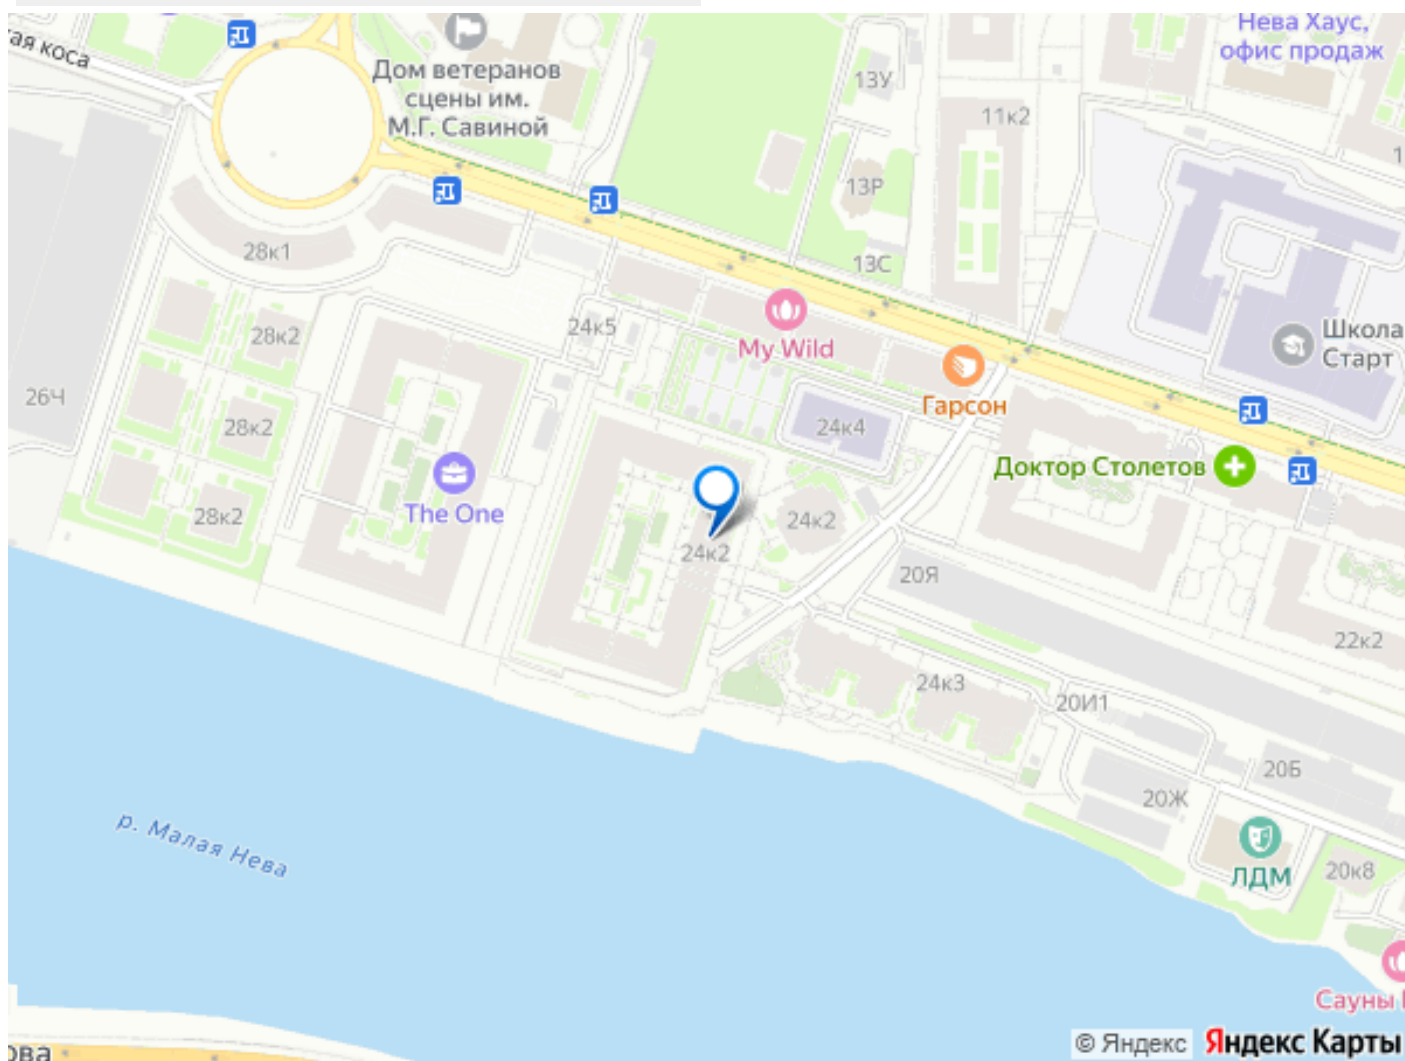 кая коса
Дом ветеранов
сцены им.
М.Г. Савиной
Нева Хаус,
офис продаж
13У
11к2
13Р
13С
28к1
24к5
My Wild
Школа
Старт
28к2
26Ч
Гарсон
28к2
24к4
Доктор Столетов
The One
28к2
24к2
24к2
20Я
22к2
24к3
20И1
20Б
20Ж
р. Малая Нева
ЛДМ
20к8
Сауны
ова
© Яндекс
Яндекс Карты